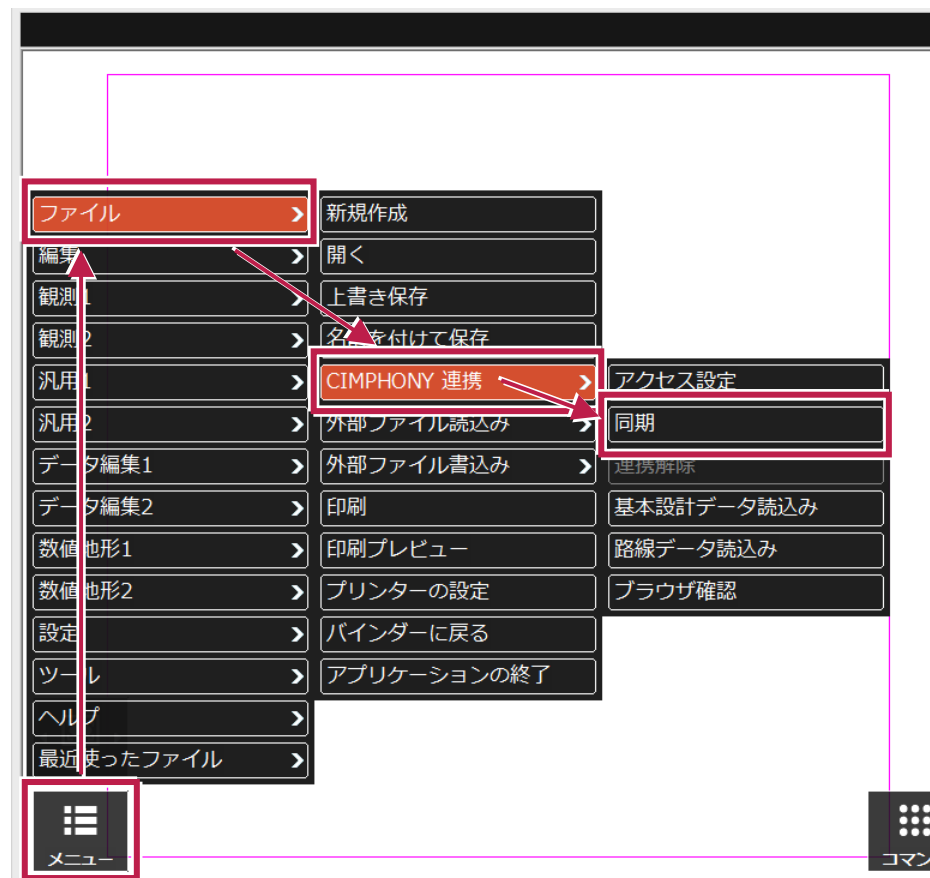 ファイル
編集
観測1
観測2
汎用1
汎用2
データ編集1
データ編集2
数値地形1
数値地形2
設定
ツール
ヘルプ
最近使ったファイル
メニュー
新規作成
開く
上書き保存
名前を付けて保存
CIMPHONY 連携
外部ファイル読込み
外部ファイル書込み
印刷
印刷プレビュー
プリンターの設定
バインダーに戻る
アプリケーションの終了
アクセス設定
同期
連携解除
基本設計データ読込み
路線データ読込み
ブラウザ確認
コマン